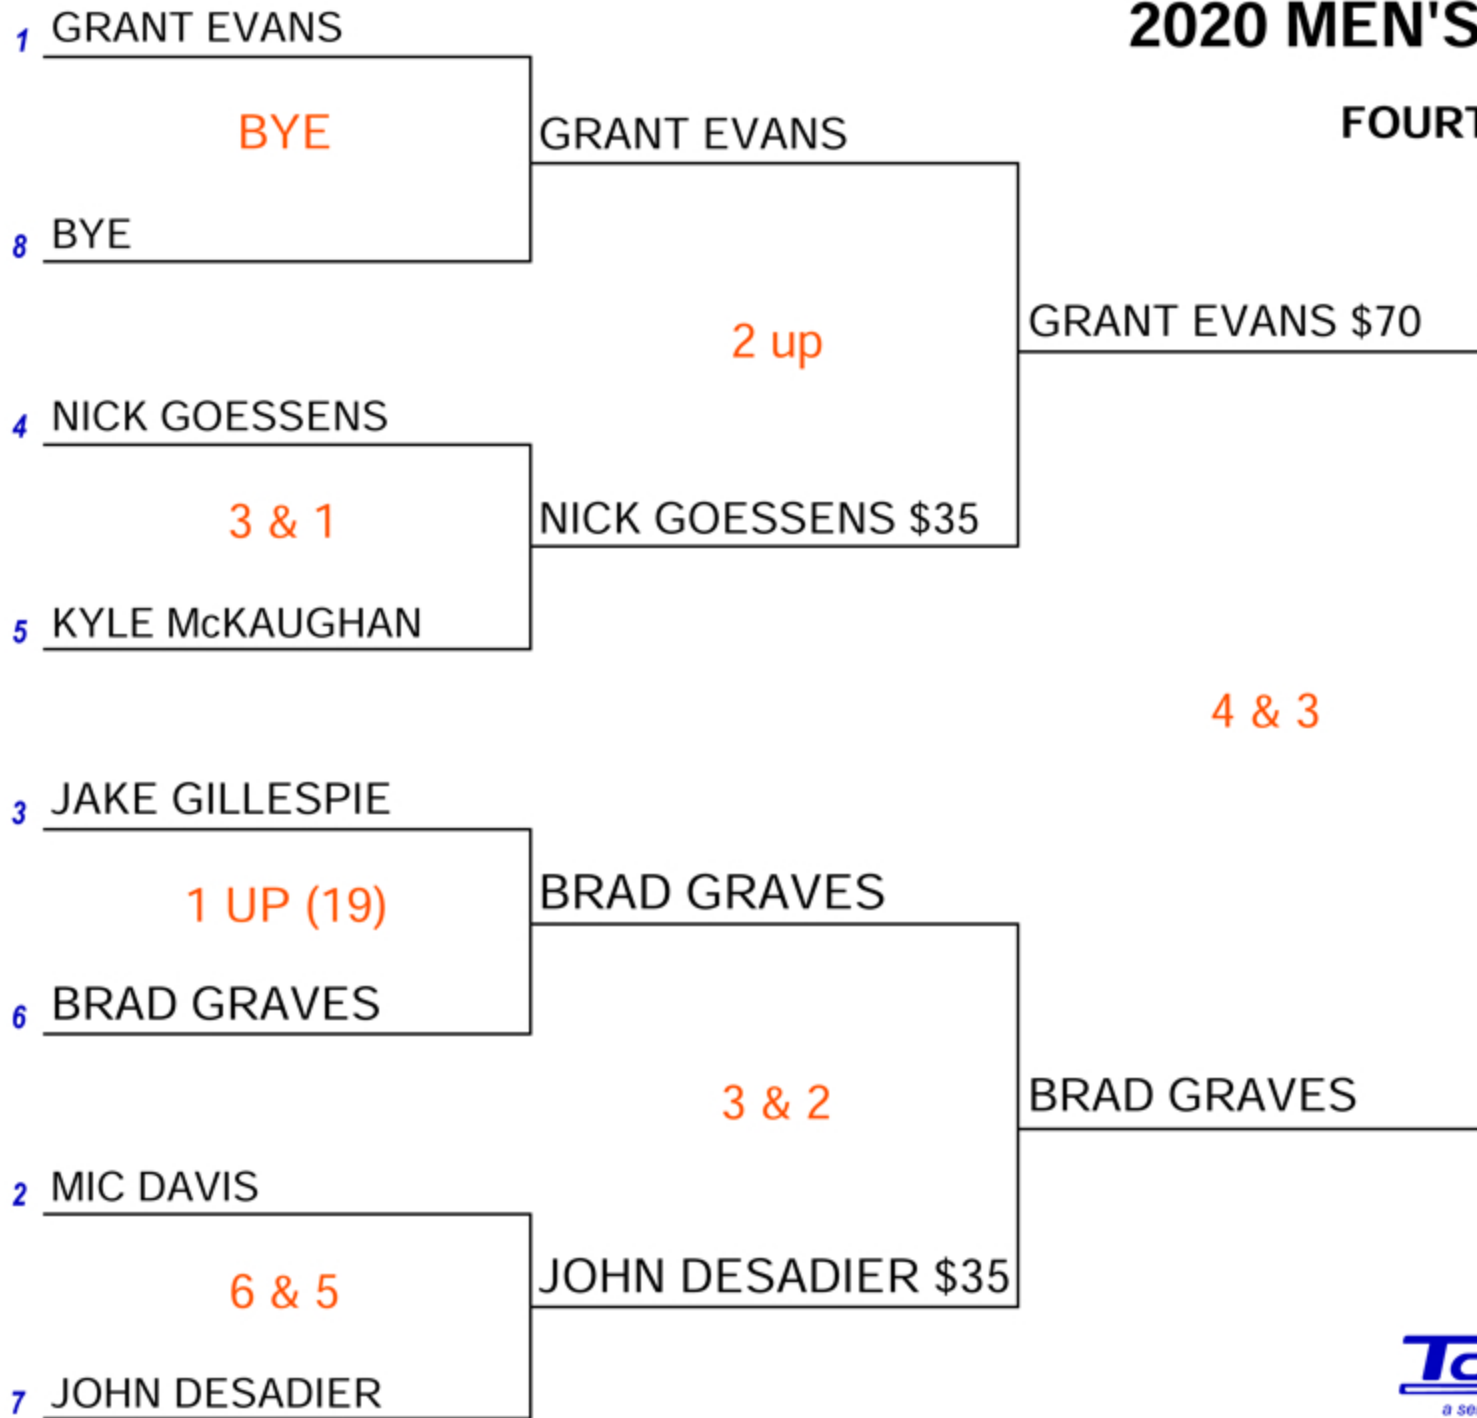 2020 MEN'S
1 GRANT EVANS
FOURT
BYE
GRANT EVANS
8 BYE
GRANT EVANS $70
2 up
4 NICK GOESSENS
3 & 1
NICK GOESSENS $35
5 KYLE McKAUGHAN
4 & 3
3 JAKE GILLESPIE
1 UP (19)
BRAD GRAVES
6 BRAD GRAVES
3 & 2
BRAD GRAVES
2 MIC DAVIS
6 & 5
JOHN DESADIER $35
7 JOHN DESADIER